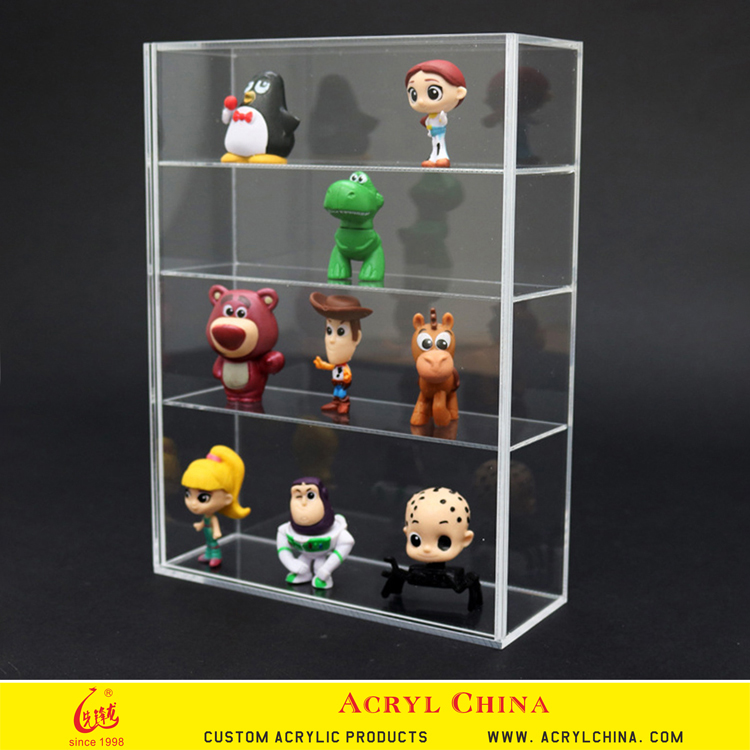 ACRYL CHINA
®
since 1998
CUSTOM ACRYLIC PRODUCTS
WWW. ACRYLCHINA. COM